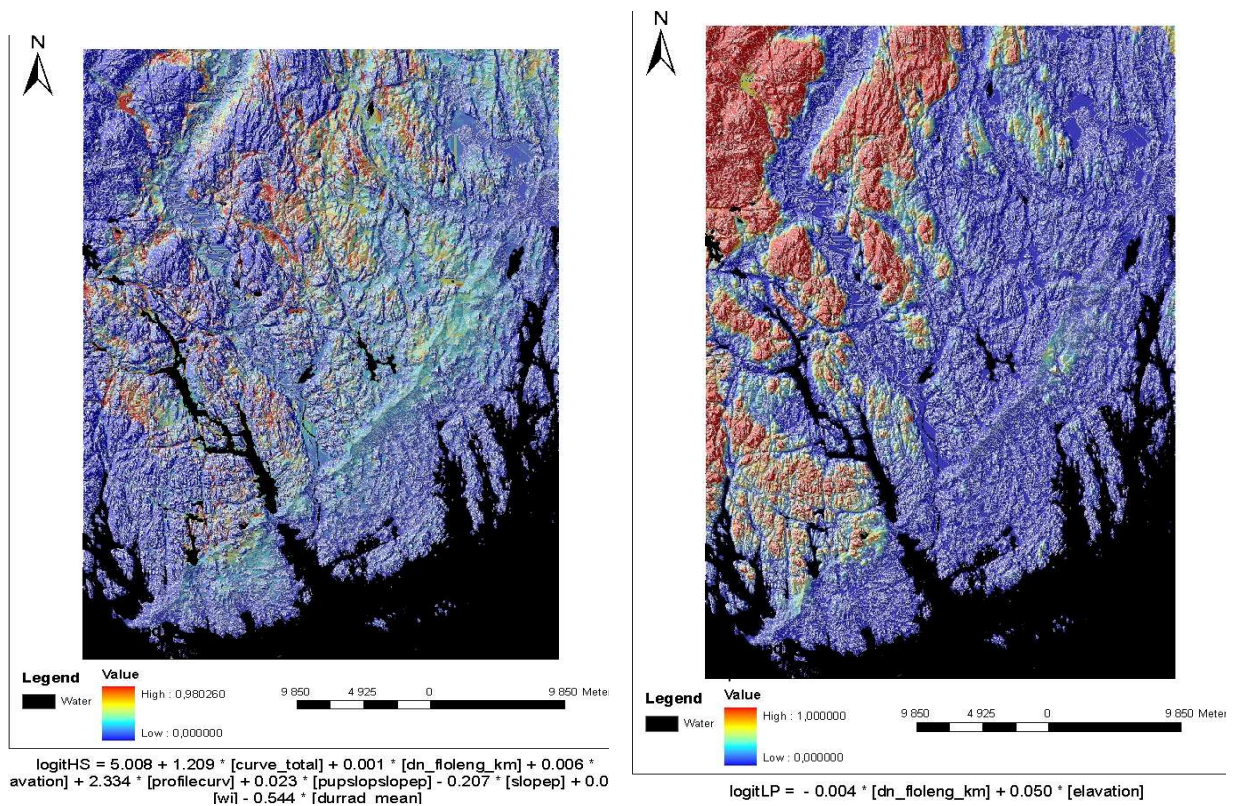 N
Legend
Water
Value
High : 0,980260
Low : 0,000000
9 850 4 925 0 9 850 Meter
logitHS = 5.008 + 1.209 * [curve_total] + 0.001 * [dn_floleng_km] + 0.006 *
avation] + 2.334 * [profilecurv] + 0.023 * [pupslopslopep] - 0.207 * [slopep] + 0.0
[wi] - 0.544 * [durrad_mean]
N
Legend
Water
Value
High : 1,000000
Low : 0,000000
9 850 4 925 0 9 850 Meter
logitLP = - 0.004 * [dn_floleng_km] + 0.050 * [elavation]